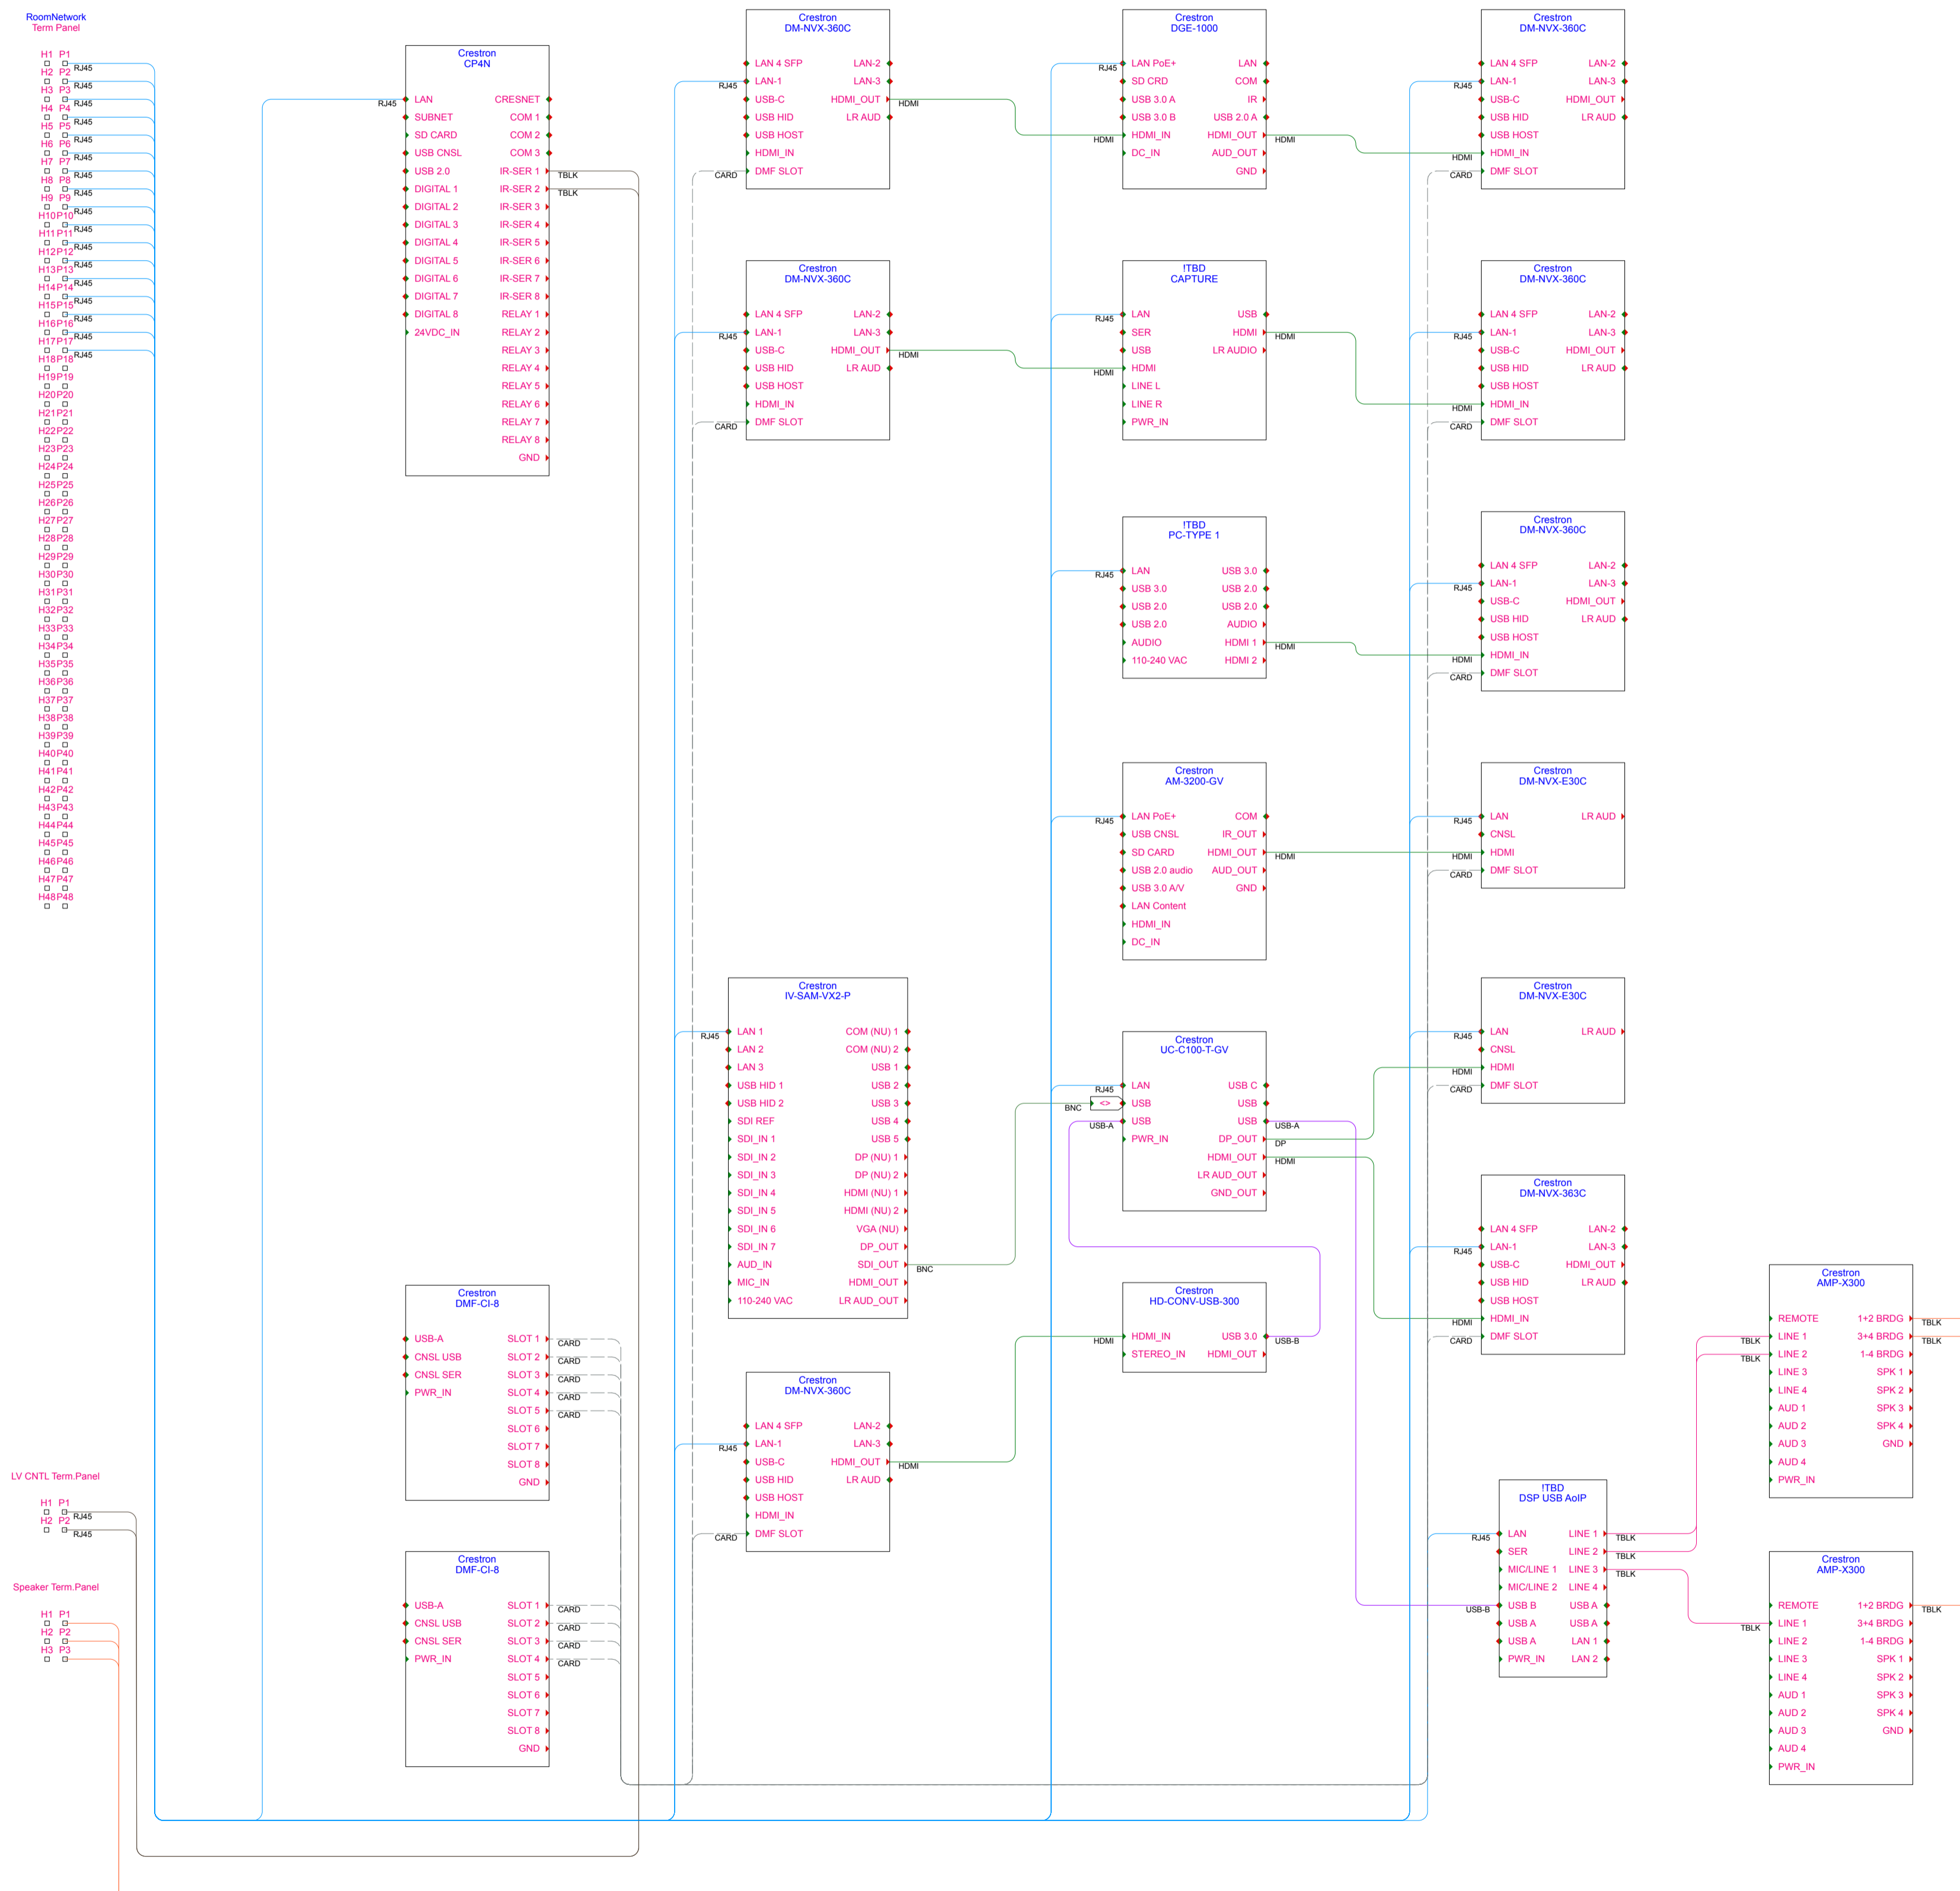 RoomNetwork
Term Panel
H1 P1
RJ45
H2 P2
RJ45
H3 P3
RJ45
H4 P4
RJ45
H5 P5
RJ45
H6 P6
RJ45
H7 P7
RJ45
H8 P8
RJ45
H9 P9
RJ45
H10 P10
RJ45
H11 P11
RJ45
H12 P12
RJ45
H13 P13
RJ45
H14 P14
RJ45
H15 P15
RJ45
H16 P16
RJ45
H17 P17
RJ45
H18 P18
H19 P19
H20 P20
H21 P21
H22 P22
H23 P23
H24 P24
H25 P25
H26 P26
H27 P27
H28 P28
H29 P29
H30 P30
H31 P31
H32 P32
H33 P33
H34 P34
H35 P35
H36 P36
H37 P37
H38 P38
H39 P39
H40 P40
H41 P41
H42 P42
H43 P43
H44 P44
H45 P45
H46 P46
H47 P47
H48 P48
LV CNTL Term.Panel
H1 P1
RJ45
H2 P2
RJ45
Speaker Term.Panel
H1 P1
H2 P2
H3 P3
Crestron
CP4N
RJ45 LAN CRESNET
SUBNET COM 1
SD CARD COM 2
USB CNSL COM 3
USB 2.0 IR-SER 1 TBLK
DIGITAL 1 IR-SER 2 TBLK
DIGITAL 2 IR-SER 3
DIGITAL 3 IR-SER 4
DIGITAL 4 IR-SER 5
DIGITAL 5 IR-SER 6
DIGITAL 6 IR-SER 7
DIGITAL 7 IR-SER 8
DIGITAL 8 RELAY 1
24VDC_IN RELAY 2
RELAY 3
RELAY 4
RELAY 5
RELAY 6
RELAY 7
RELAY 8
GND
Crestron
DMF-CI-8
USB-A SLOT 1 CARD
CNSL USB SLOT 2 CARD
CNSL SER SLOT 3 CARD
PWR_IN SLOT 4 CARD
SLOT 5 CARD
SLOT 6
SLOT 7
SLOT 8
GND
Crestron
DMF-CI-8
USB-A SLOT 1 CARD
CNSL USB SLOT 2 CARD
CNSL SER SLOT 3 CARD
PWR_IN SLOT 4 CARD
SLOT 5
SLOT 6
SLOT 7
SLOT 8
GND
Crestron
DM-NVX-360C
LAN 4 SFP LAN-2
RJ45 LAN-1 LAN-3
USB-C HDMI_OUT HDMI
USB HID LR AUD
USB HOST
HDMI_IN
CARD DMF SLOT
Crestron
DM-NVX-360C
LAN 4 SFP LAN-2
RJ45 LAN-1 LAN-3
USB-C HDMI_OUT HDMI
USB HID LR AUD
USB HOST
HDMI_IN
CARD DMF SLOT
Crestron
IV-SAM-VX2-P
RJ45 LAN 1 COM (NU) 1
LAN 2 COM (NU) 2
LAN 3 USB 1
USB HID 1 USB 2
USB HID 2 USB 3
SDI REF USB 4
SDI_IN 1 USB 5
SDI_IN 2 DP (NU) 1
SDI_IN 3 DP (NU) 2
SDI_IN 4 HDMI (NU) 1
SDI_IN 5 HDMI (NU) 2
SDI_IN 6 VGA (NU)
SDI_IN 7 DP_OUT
AUD_IN SDI_OUT BNC
MIC_IN HDMI_OUT
110-240 VAC LR AUD_OUT
Crestron
DM-NVX-360C
LAN 4 SFP LAN-2
RJ45 LAN-1 LAN-3
USB-C HDMI_OUT HDMI
USB HID LR AUD
USB HOST
HDMI_IN
CARD DMF SLOT
Crestron
DGE-1000
RJ45 LAN PoE+ LAN
SD CRD COM
USB 3.0 A IR
USB 3.0 B USB 2.0 A
HDMI HDMI_IN HDMI_OUT HDMI
DC_IN AUD_OUT
GND
!TBD
CAPTURE
RJ45 LAN USB
SER HDMI HDMI
USB LR AUDIO
HDMI HDMI
LINE L
LINE R
PWR_IN
!TBD
PC-TYPE 1
RJ45 LAN USB 3.0
USB 3.0 USB 2.0
USB 2.0 USB 2.0
USB 2.0 AUDIO
AUDIO HDMI 1 HDMI
110-240 VAC HDMI 2
Crestron
AM-3200-GV
RJ45 LAN PoE+ COM
USB CNSL IR_OUT
SD CARD HDMI_OUT HDMI
USB 2.0 audio AUD_OUT
USB 3.0 A/V GND
LAN Content
HDMI_IN
DC_IN
Crestron
UC-C100-T-GV
RJ45 LAN USB C
BNC <> USB USB
USB-A USB USB USB-A
PWR_IN DP_OUT DP
HDMI_OUT HDMI
LR AUD_OUT
GND_OUT
Crestron
HD-CONV-USB-300
HDMI HDMI_IN USB 3.0 USB-B
STEREO_IN HDMI_OUT
Crestron
DM-NVX-360C
LAN 4 SFP LAN-2
RJ45 LAN-1 LAN-3
USB-C HDMI_OUT
USB HID LR AUD
USB HOST
HDMI HDMI_IN
CARD DMF SLOT
Crestron
DM-NVX-360C
LAN 4 SFP LAN-2
RJ45 LAN-1 LAN-3
USB-C HDMI_OUT
USB HID LR AUD
USB HOST
HDMI HDMI_IN
CARD DMF SLOT
Crestron
DM-NVX-360C
LAN 4 SFP LAN-2
RJ45 LAN-1 LAN-3
USB-C HDMI_OUT
USB HID LR AUD
USB HOST
HDMI HDMI_IN
CARD DMF SLOT
Crestron
DM-NVX-E30C
RJ45 LAN LR AUD
CNSL
HDMI HDMI
CARD DMF SLOT
Crestron
DM-NVX-E30C
RJ45 LAN LR AUD
CNSL
HDMI HDMI
CARD DMF SLOT
Crestron
DM-NVX-363C
LAN 4 SFP LAN-2
RJ45 LAN-1 LAN-3
USB-C HDMI_OUT
USB HID LR AUD
USB HOST
HDMI HDMI_IN
CARD DMF SLOT
!TBD
DSP USB AoIP
RJ45 LAN LINE 1 TBLK
SER LINE 2 TBLK
MIC/LINE 1 LINE 3 TBLK
MIC/LINE 2 LINE 4
USB-B USB B USB A
USB A USB A
USB A LAN 1
PWR_IN LAN 2
Crestron
AMP-X300
REMOTE 1+2 BRDG TBLK
TBLK LINE 1 3+4 BRDG TBLK
TBLK LINE 2 1-4 BRDG
LINE 3 SPK 1
LINE 4 SPK 2
AUD 1 SPK 3
AUD 2 SPK 4
AUD 3 GND
AUD 4
PWR_IN
Crestron
AMP-X300
REMOTE 1+2 BRDG TBLK
TBLK LINE 1 3+4 BRDG
LINE 2 1-4 BRDG
LINE 3 SPK 1
LINE 4 SPK 2
AUD 1 SPK 3
AUD 2 SPK 4
AUD 3 GND
AUD 4
PWR_IN